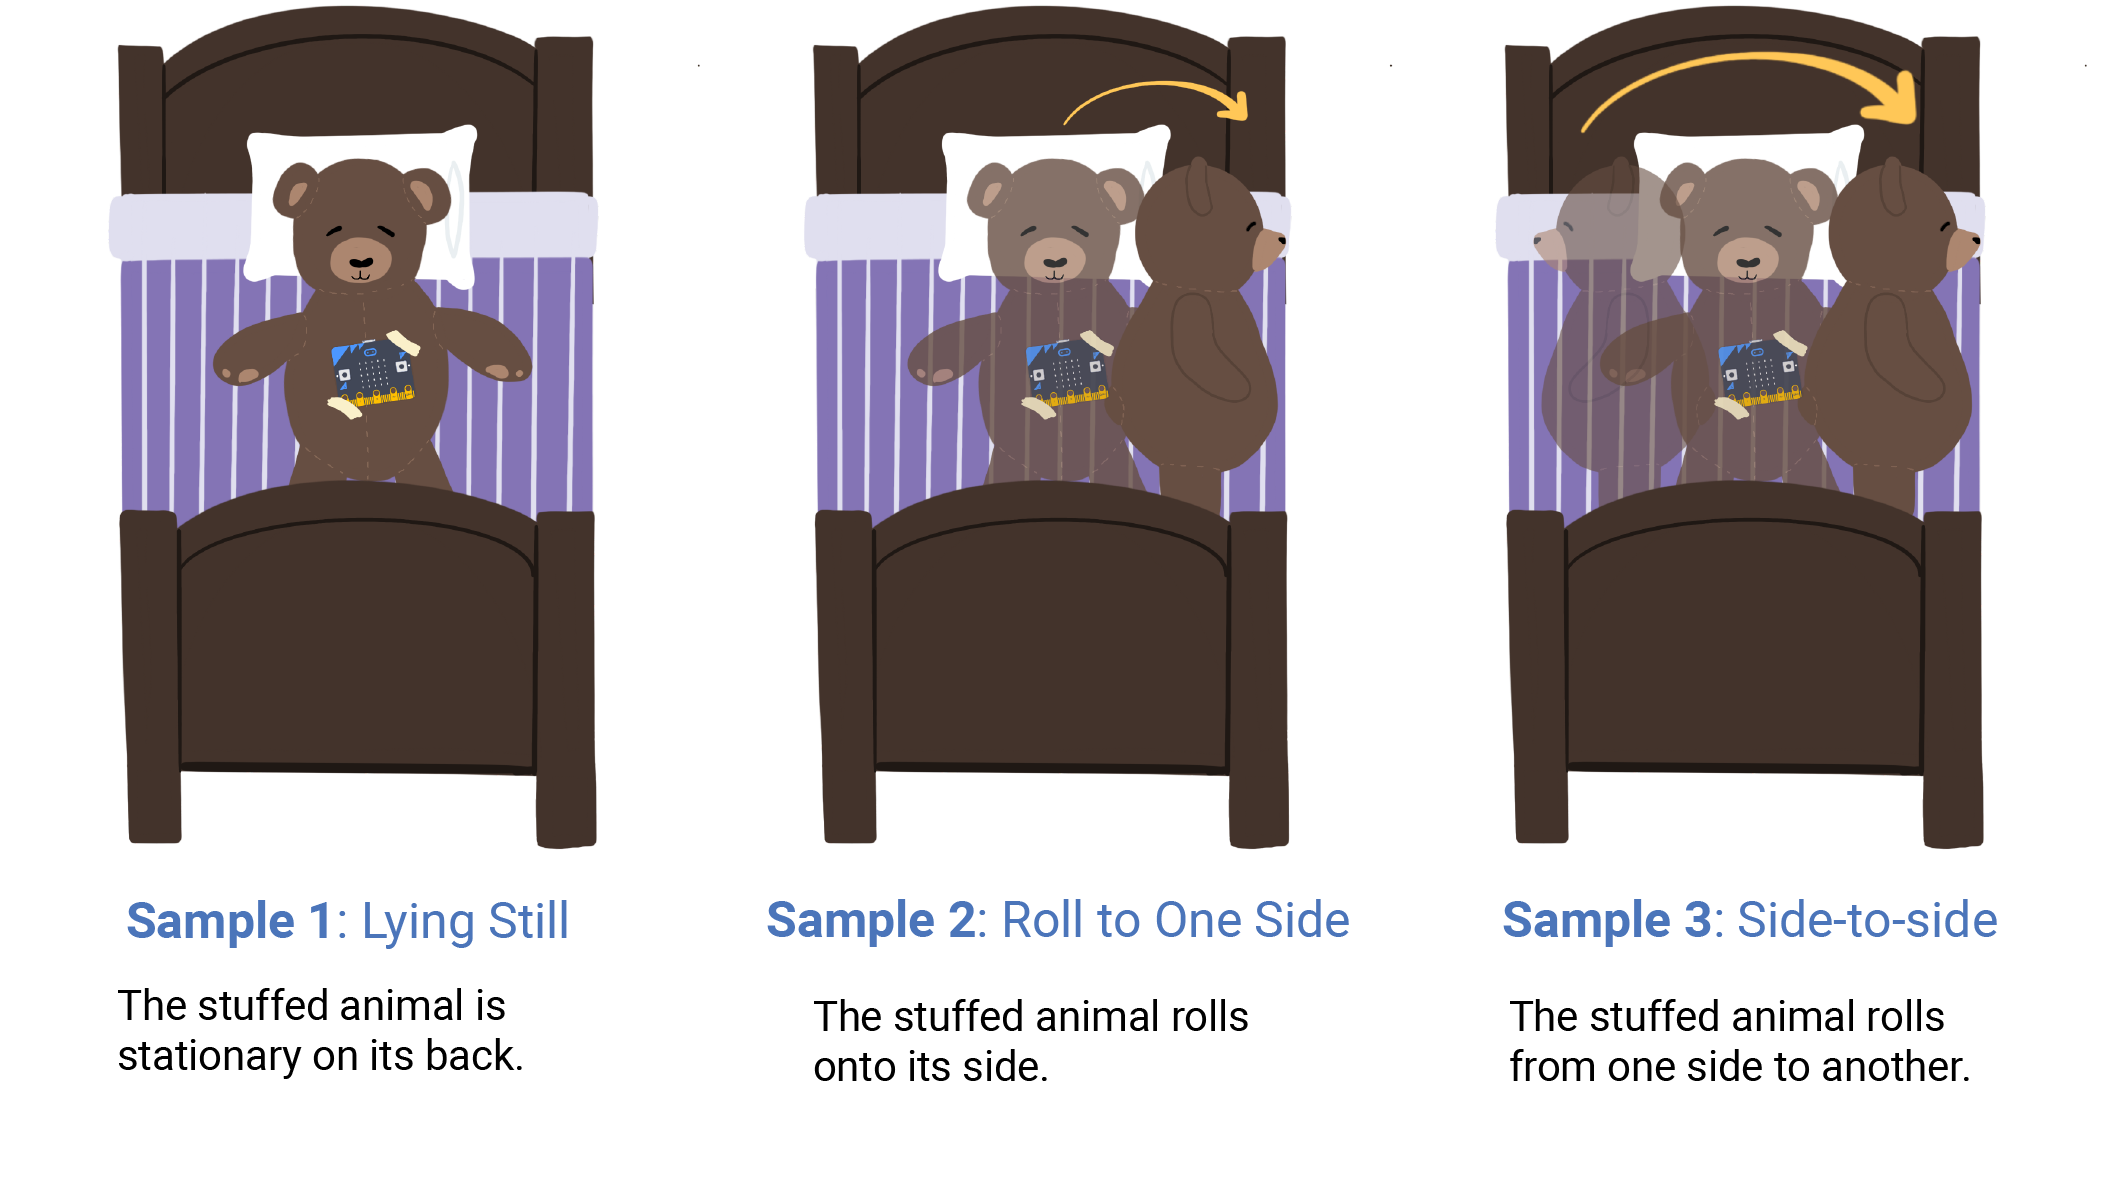 Sample 1: Lying Still
The stuffed animal is
stationary on its back.
Sample 2: Roll to One Side
The stuffed animal rolls
onto its side.
Sample 3: Side-to-side
The stuffed animal rolls
from one side to another.